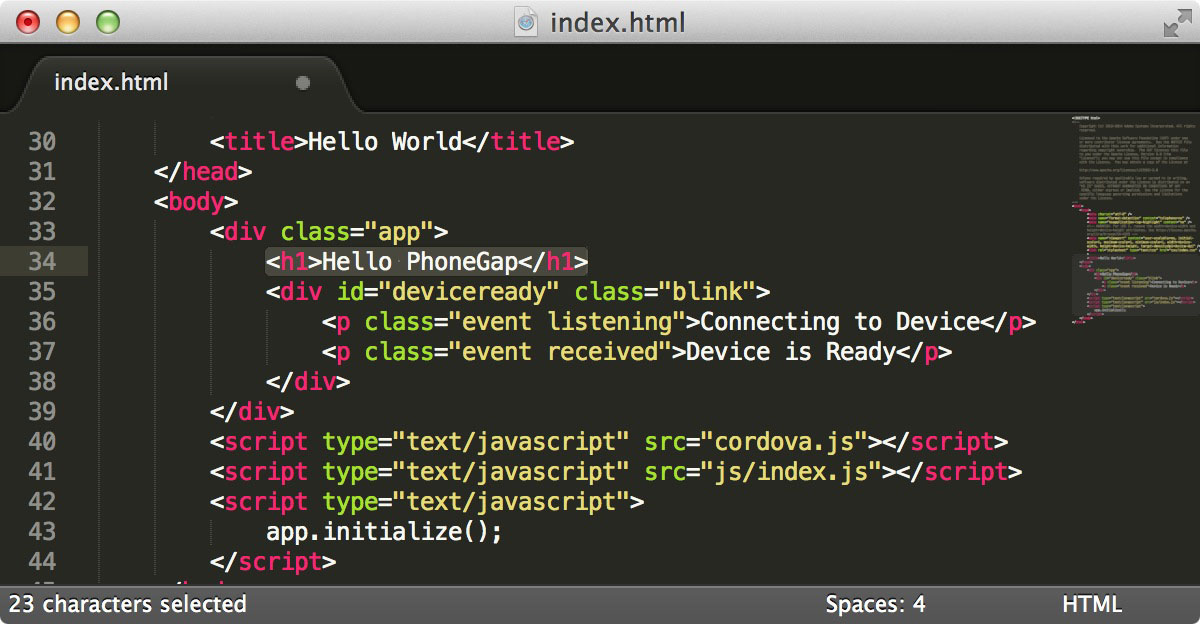 index.html
index.html
30 <title>Hello World</title>
31 </head>
32 <body>
33 <div class="app">
34 <h1>Hello PhoneGap</h1>
35 <div id="deviceready" class="blink">
36 <p class="event listening">Connecting to Device</p>
37 <p class="event received">Device is Ready</p>
38 </div>
39 </div>
40 <script type="text/javascript" src="cordova.js"></script>
41 <script type="text/javascript" src="js/index.js"></script>
42 <script type="text/javascript">
43 app.initialize();
44 </script>
23 characters selected Spaces: 4 HTML